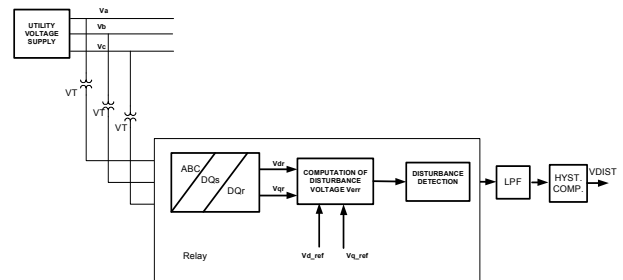 UTILITY
VOLTAGE
SUPPLY
Va
Vb
Vc
VT
VT
VT
ABC
DQs
DQr
Vdr
Vqr
COMPUTATION OF
DISTURBANCE
VOLTAGE Verr
DISTURBANCE
DETECTION
LPF
HYST.
COMP.
VDIST
Vd_ref
Vq_ref
Relay